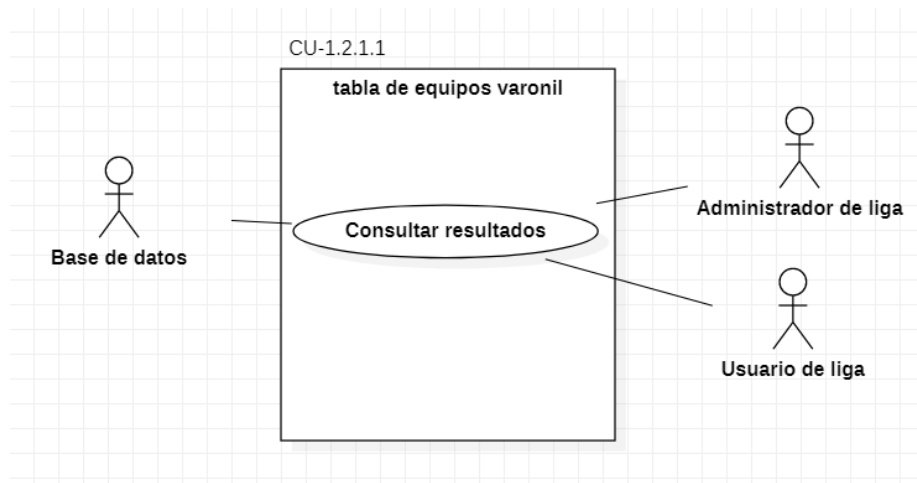 CU-1.2.1.1
tabla de equipos varonil
Base de datos
Consultar resultados
Administrador de liga
Usuario de liga